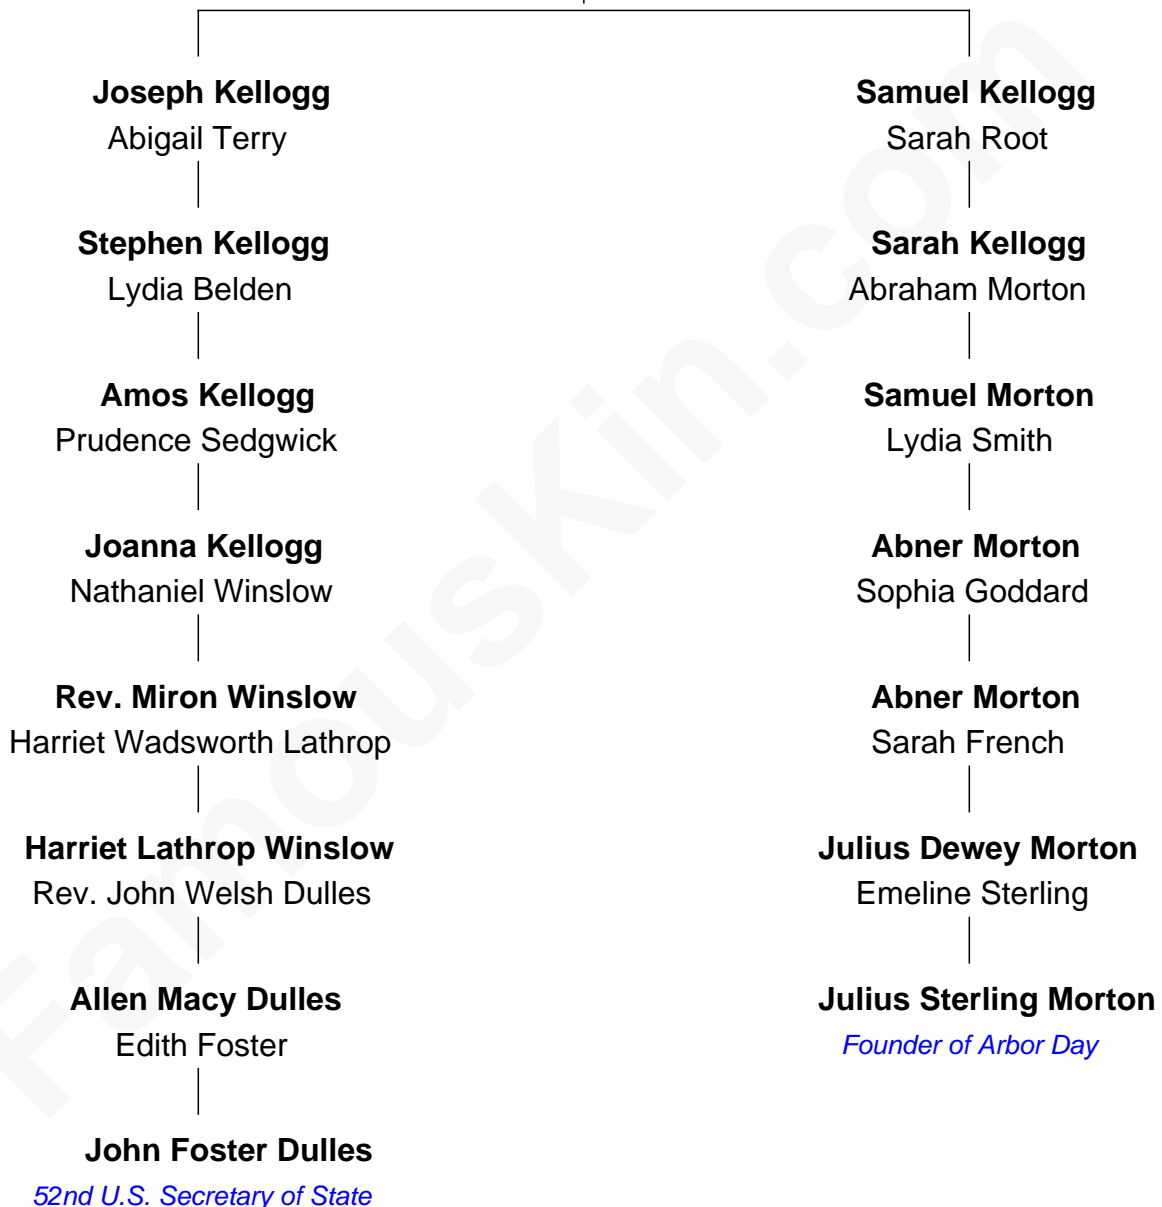 Joseph Kellogg
Abigail Terry
Stephen Kellogg
Lydia Belden
Amos Kellogg
Prudence Sedgwick
Joanna Kellogg
Nathaniel Winslow
Rev. Miron Winslow
Harriet Wadsworth Lathrop
Harriet Lathrop Winslow
Rev. John Welsh Dulles
Allen Macy Dulles
Edith Foster
John Foster Dulles
52nd U.S. Secretary of State
Samuel Kellogg
Sarah Root
Sarah Kellogg
Abraham Morton
Samuel Morton
Lydia Smith
Abner Morton
Sophia Goddard
Abner Morton
Sarah French
Julius Dewey Morton
Emeline Sterling
Julius Sterling Morton
Founder of Arbor Day
FamousKin.com